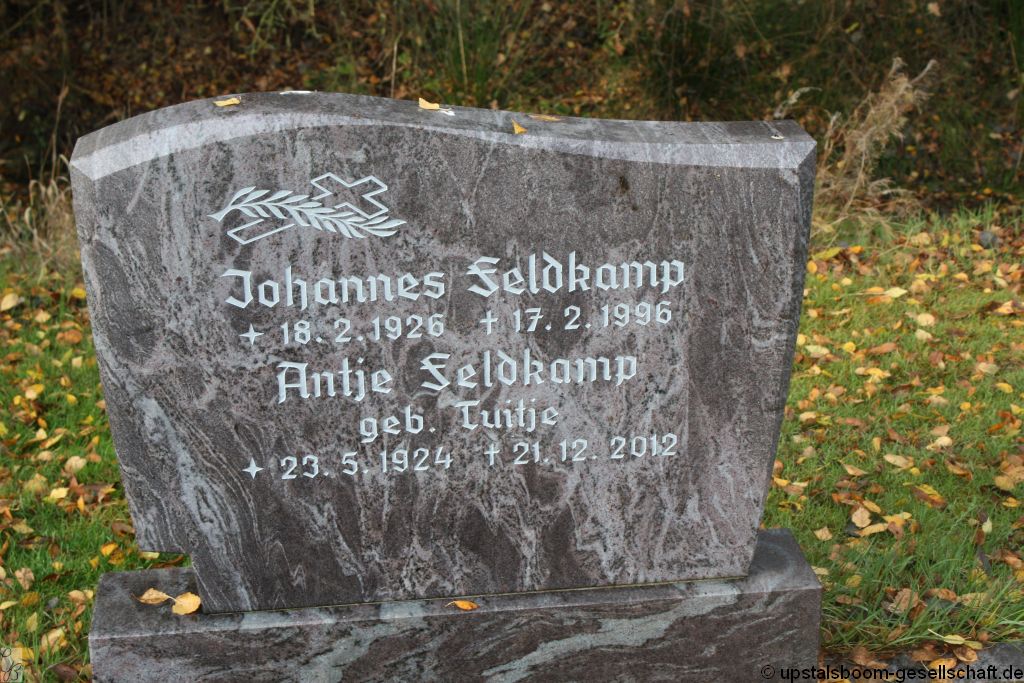 Johannes Feldkamp
✦ 18. 2. 1926 ✝ 17. 2. 1996
Antje Feldkamp
geb. Tuitje
✦ 23. 5. 1924 ✝ 21. 12. 2012
© upstalsboom-gesellschaft.de